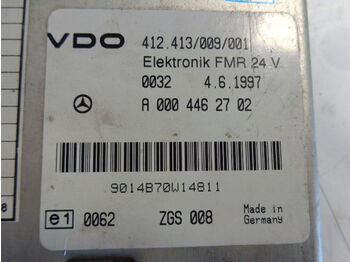 VDO 412.413/009/001
Elektronik FMR 24 V
0032 4.6.1997
A 000 446 27 02
9014B70W14811
e1 0062 ZGS 008 Made in
Germany
8